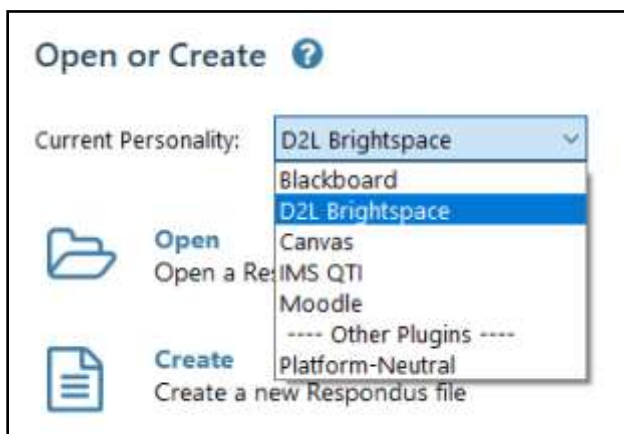 Open or Create ?
Current Personality: D2L Brightspace
Blackboard
D2L Brightspace
Canvas
IMS QTI
Moodle
---- Other Plugins ----
Platform-Neutral
Open
Open a Re
Create
Create a new Respondus file